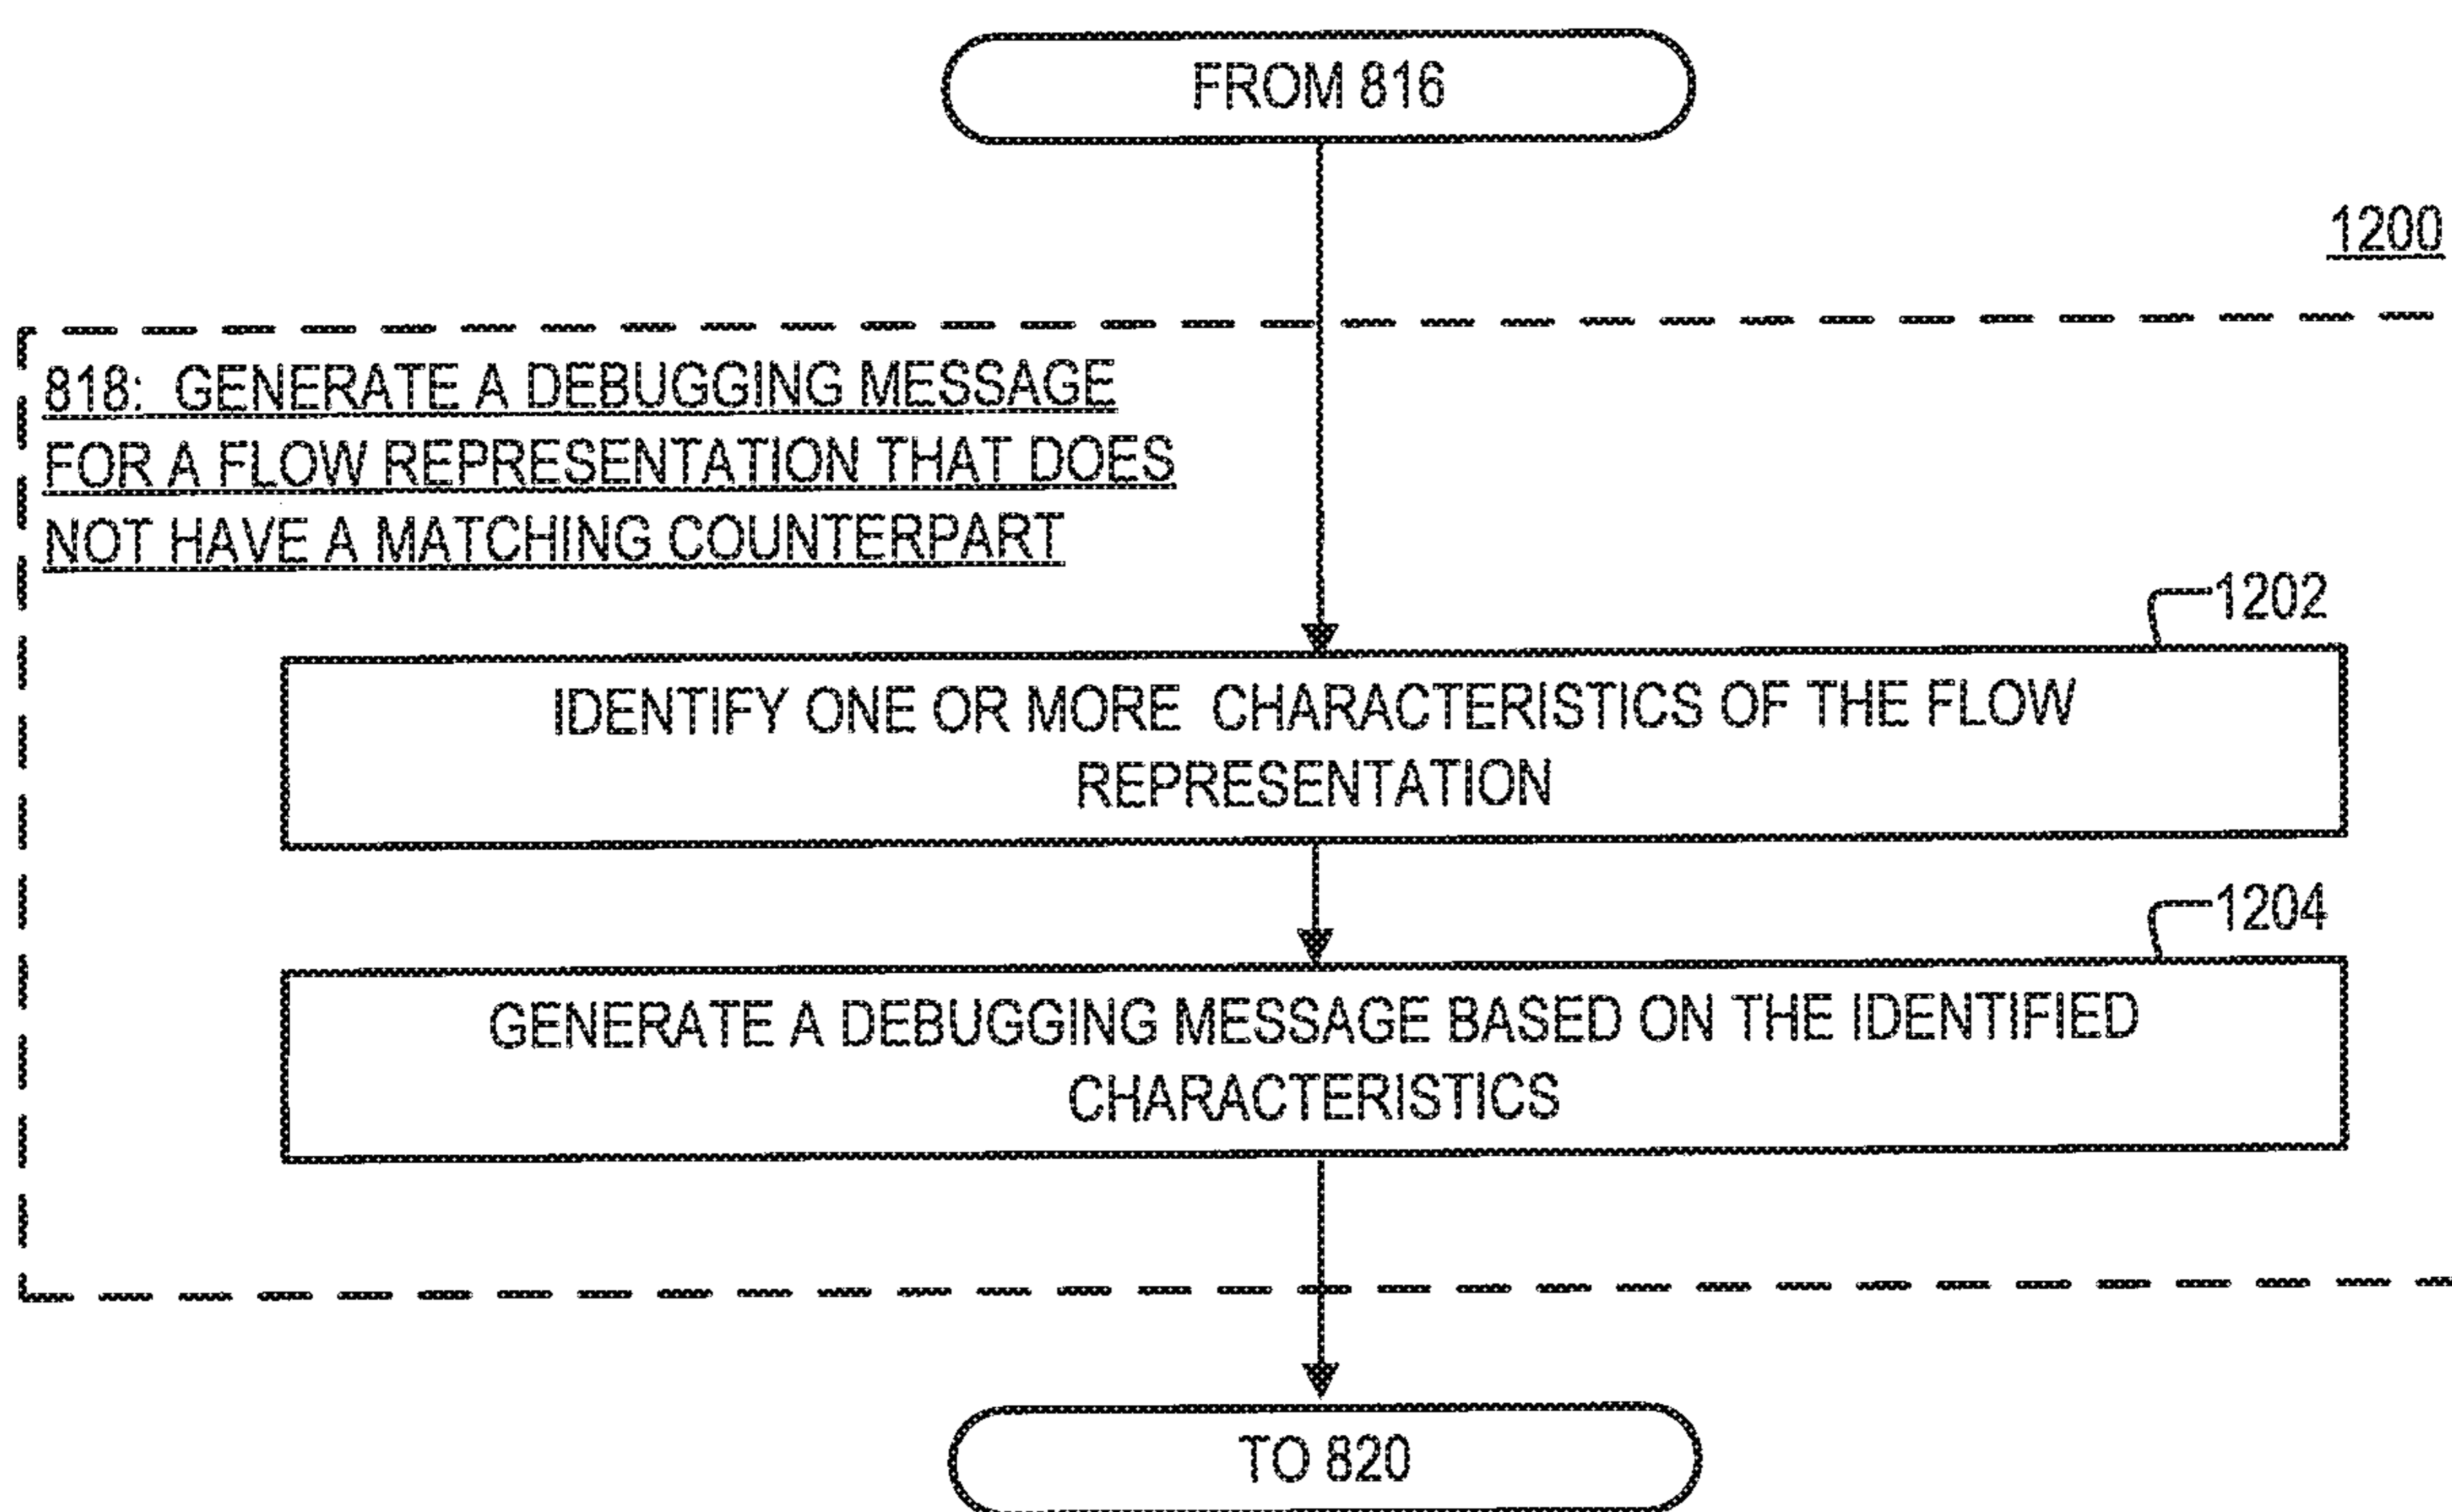 FROM 816
1200
818: GENERATE A DEBUGGING MESSAGE
FOR A FLOW REPRESENTATION THAT DOES
NOT HAVE A MATCHING COUNTERPART
1202
IDENTIFY ONE OR MORE CHARACTERISTICS OF THE FLOW
REPRESENTATION
1204
GENERATE A DEBUGGING MESSAGE BASED ON THE IDENTIFIED
CHARACTERISTICS
TO 820